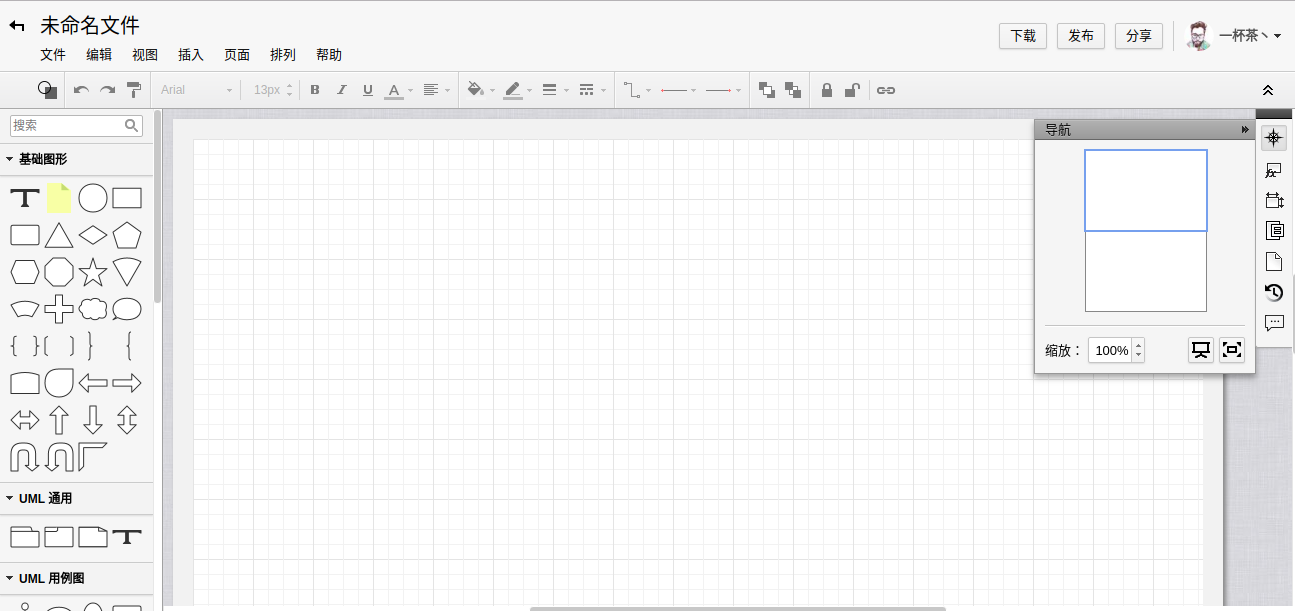 未命名文件
文件 编辑 视图 插入 页面 排列 帮助
下载 发布 分享 一杯茶丶
Arial 13px B I U A
搜索
导航
基础图形
缩放： 100%
UML 通用
UML 用例图